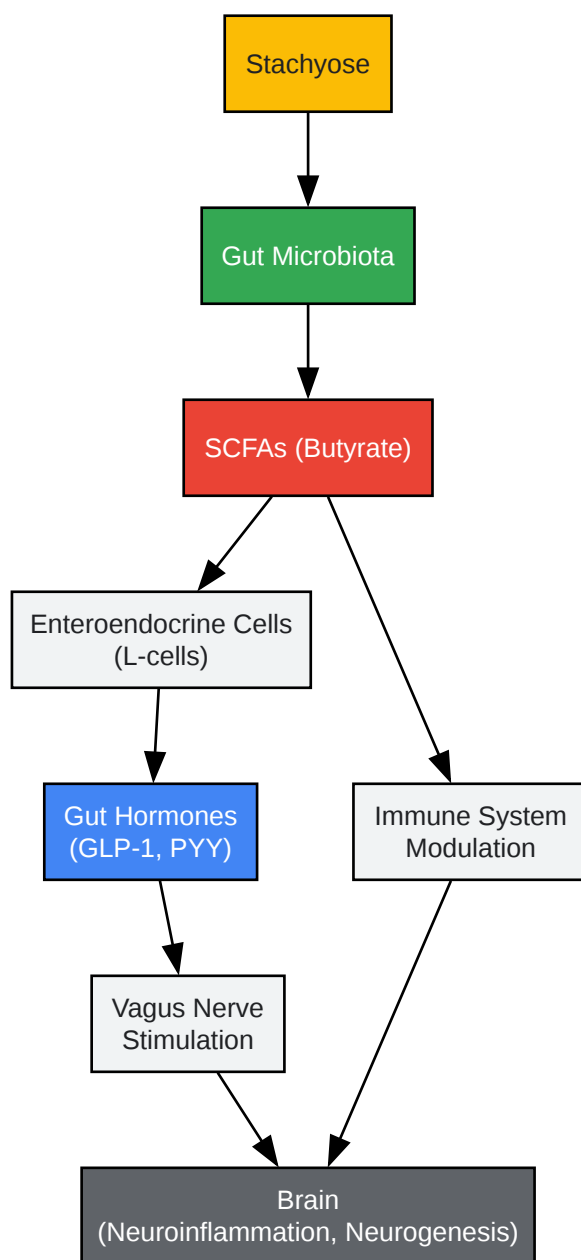 Stachyose
Gut Microbiota
SCFAs (Butyrate)
Enteroendocrine Cells
(L-cells)
Gut Hormones
(GLP-1, PYY)
Immune System
Modulation
Vagus Nerve
Stimulation
Brain
(Neuroinflammation, Neurogenesis)